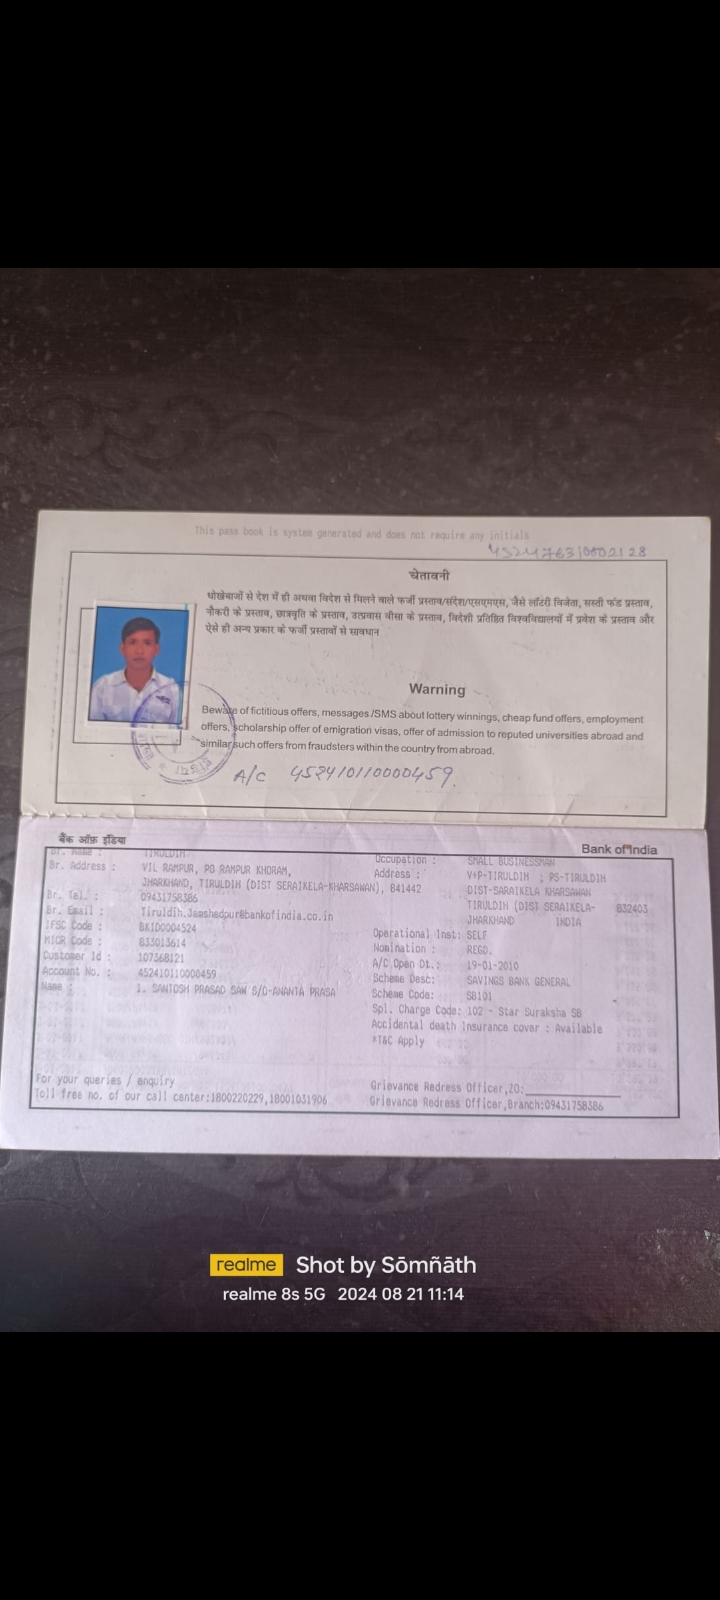 This pass book is system generated and does not require any initials
चेतावनी
धोखेबाजों से देश में ही अथवा विदेश से मिलने वाले फर्जी प्रस्ताव/संदेश/एसएमएस, जैसे लॉटरी विजेता, सस्ती फंड प्रस्ताव,
नौकरी के प्रस्ताव, छात्रवृति के प्रस्ताव, उत्प्रवास वीसा के प्रस्ताव, विदेशी प्रतिष्ठित विश्वविद्यालयों में प्रवेश के प्रस्ताव और
ऐसे ही अन्य प्रकार के फर्जी प्रस्तावों से सावधान
Warning
Beware of fictitious offers, messages /SMS about lottery winnings, cheap fund offers, employment
offers, scholarship offer of emigration visas, offer of admission to reputed universities abroad and
similar such offers from fraudsters within the country from abroad.
A/C 452410110000459.
बैंक ऑफ़ इंडिया
Bank of India
Br. Name : TIRULDIH
Br. Address : VIL RAMPUR, PO RAMPUR KHORAM,
JHARKHAND, TIRULDIH (DIST SERAIKELA-KHARSAWAN), 841442
Br. Tel. : 09431758386
Br. Email : Tiruldih.Jamshedpur@bankofindia.co.in
IFSC Code : BKID0004524
MICR Code : 833013614
Customer Id : 107368121
Account No. : 452410110000459
Name : 1. SANTOSH PRASAD SAW S/O-ANANTA PRASA
Occupation : SMALL BUSINESSMAN
Address : V+P-TIRULDIH ; PS-TIRULDIH
DIST-SARAIKELA KHARSAWAN
TIRULDIH (DIST SERAIKELA- 832403
JHARKHAND INDIA
Operational Inst: SELF
Nomination : REGD.
A/C Open Dt.: 19-01-2010
Scheme Desc: SAVINGS BANK GENERAL
Scheme Code: SB101
Spl. Charge Code: 102 - Star Suraksha SB
Accidental death Insurance cover : Available
*T&C Apply
For your queries / enquiry
Toll free no. of our call center:1800220229,18001031906
Grievance Redress Officer,ZO:
Grievance Redress Officer,Branch:09431758386
realme Shot by Sōmñāth
realme 8s 5G 2024 08 21 11:14